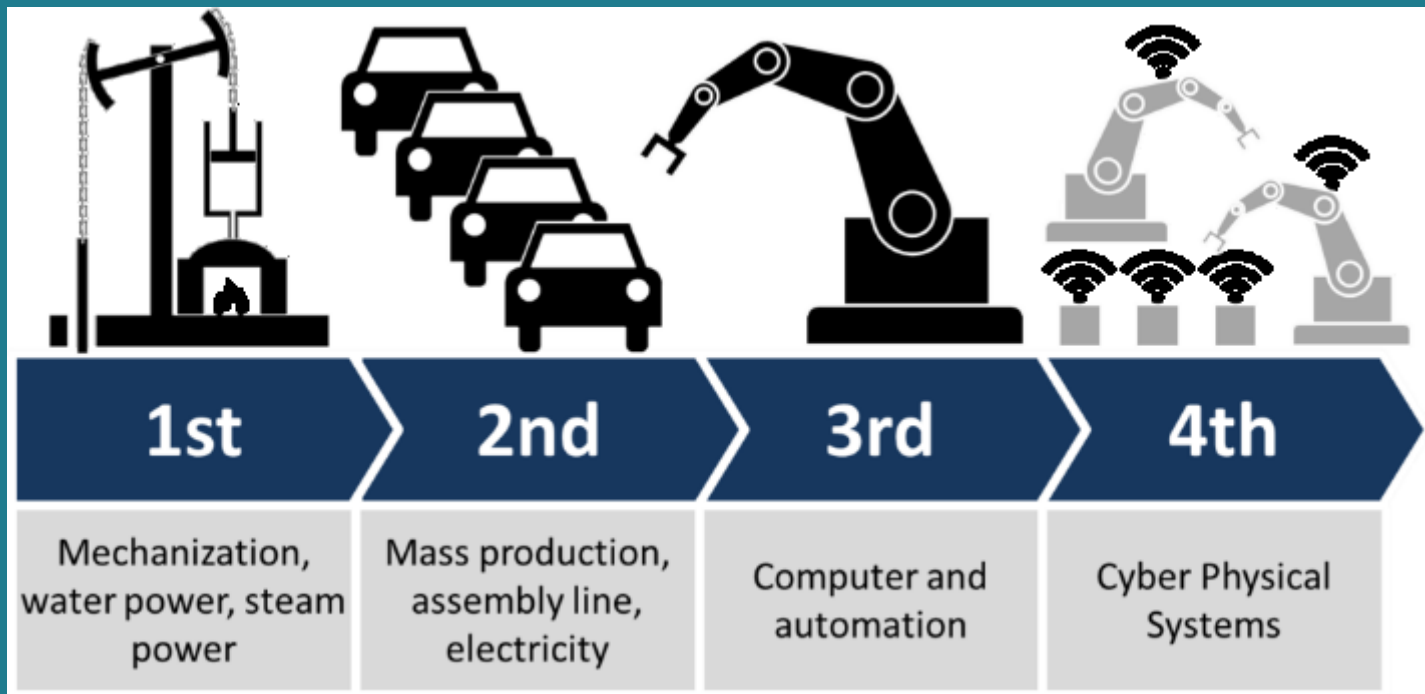 1st
2nd
3rd
4th
Mechanization,
water power, steam
power
Mass production,
assembly line,
electricity
Computer and
automation
Cyber Physical
Systems